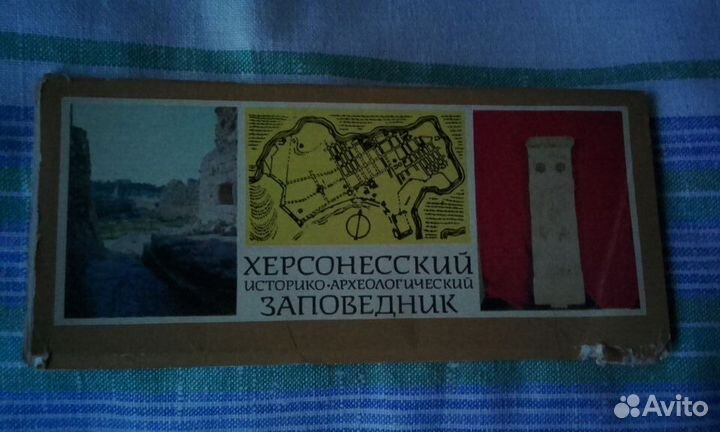 ХЕРСОНЕССКИЙ
ИСТОРИКО·АРХЕОЛОГИЧЕСКИЙ
ЗАПОВЕДНИК
Avito